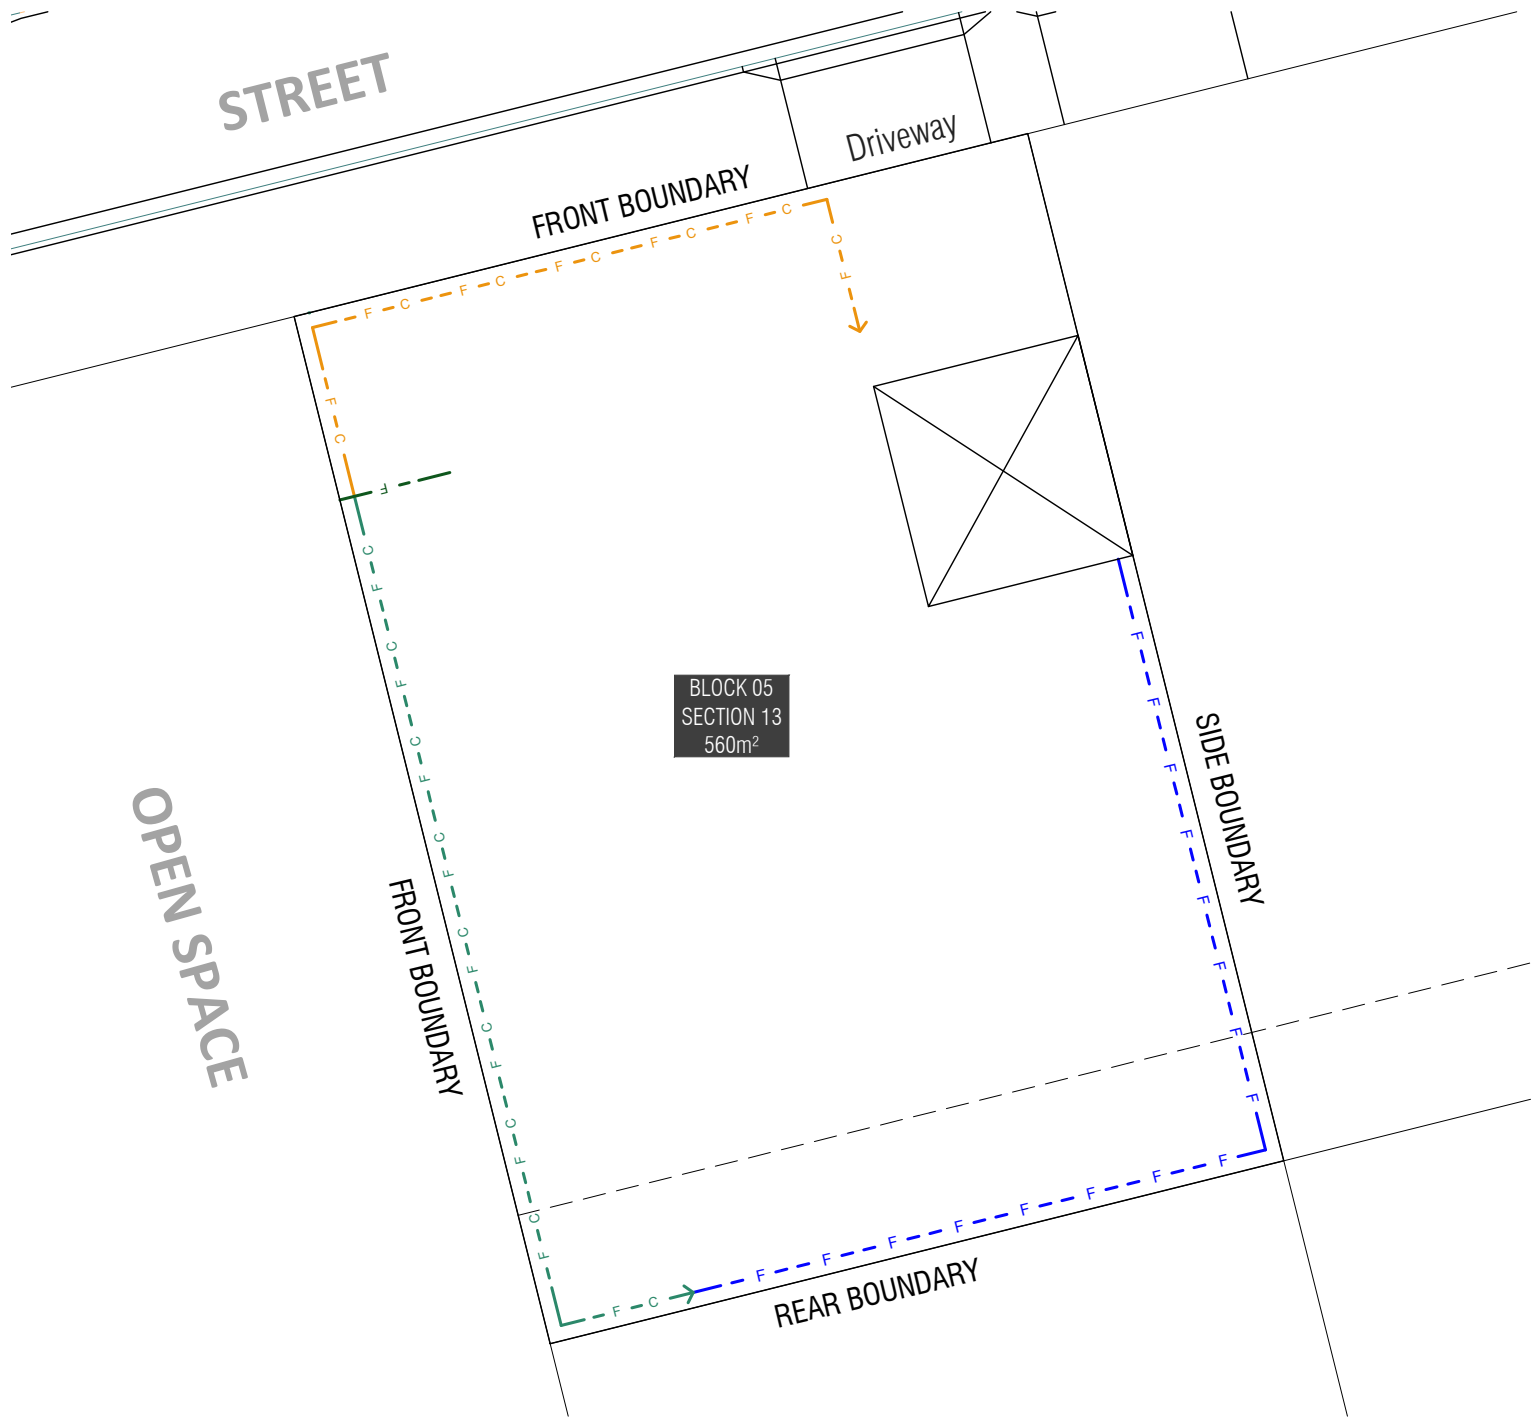 STREET
Driveway
FRONT BOUNDARY
F C F C F C F C F C
C F
F C
F
C F C F C F C F C F C F C F C F
BLOCK 05
SECTION 13
560m²
F F F F F F F F
SIDE BOUNDARY
OPEN SPACE
FRONT BOUNDARY
F C
F F F F F F F F
REAR BOUNDARY